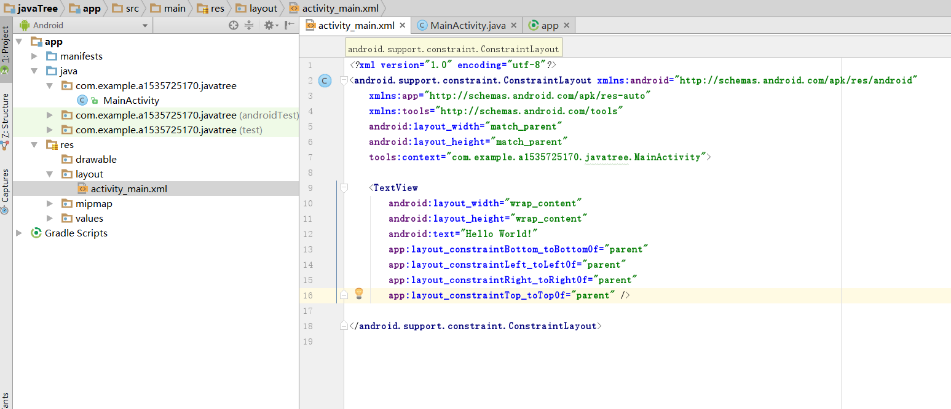 javaTree app src main res layout activity_main.xml
Android
activity_main.xml MainActivity.java app
1: Project
Z: Structure
Captures
app
manifests
java
com.example.a1535725170.javatree
MainActivity
com.example.a1535725170.javatree (androidTest)
com.example.a1535725170.javatree (test)
res
drawable
layout
activity_main.xml
mipmap
values
Gradle Scripts
android.support.constraint.ConstraintLayout
1 <?xml version="1.0" encoding="utf-8"?>
2 <android.support.constraint.ConstraintLayout xmlns:android="http://schemas.android.com/apk/res/android"
3 xmlns:app="http://schemas.android.com/apk/res-auto"
4 xmlns:tools="http://schemas.android.com/tools"
5 android:layout_width="match_parent"
6 android:layout_height="match_parent"
7 tools:context="com.example.a1535725170.javatree.MainActivity">
8
9 <TextView
10 android:layout_width="wrap_content"
11 android:layout_height="wrap_content"
12 android:text="Hello World!"
13 app:layout_constraintBottom_toBottomOf="parent"
14 app:layout_constraintLeft_toLeftOf="parent"
15 app:layout_constraintRight_toRightOf="parent"
16 app:layout_constraintTop_toTopOf="parent" />
17
18 </android.support.constraint.ConstraintLayout>
19